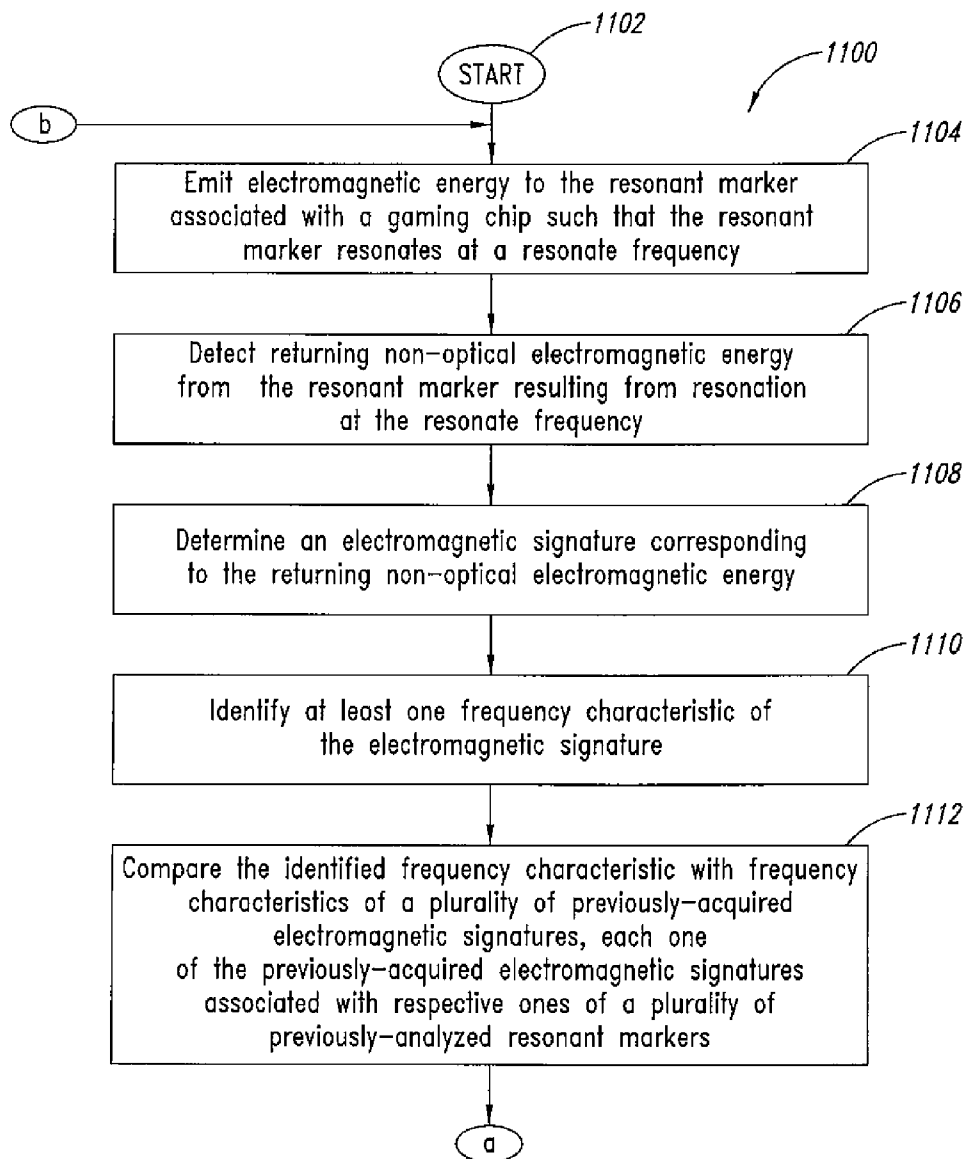 1102
START
1100
b
1104
Emit electromagnetic energy to the resonant marker
associated with a gaming chip such that the resonant
marker resonates at a resonate frequency
1106
Detect returning non-optical electromagnetic energy
from the resonant marker resulting from resonation
at the resonate frequency
1108
Determine an electromagnetic signature corresponding
to the returning non-optical electromagnetic energy
1110
Identify at least one frequency characteristic of
the electromagnetic signature
1112
Compare the identified frequency characteristic with frequency
characteristics of a plurality of previously-acquired
electromagnetic signatures, each one
of the previously-acquired electromagnetic signatures
associated with respective ones of a plurality of
previously-analyzed resonant markers
a